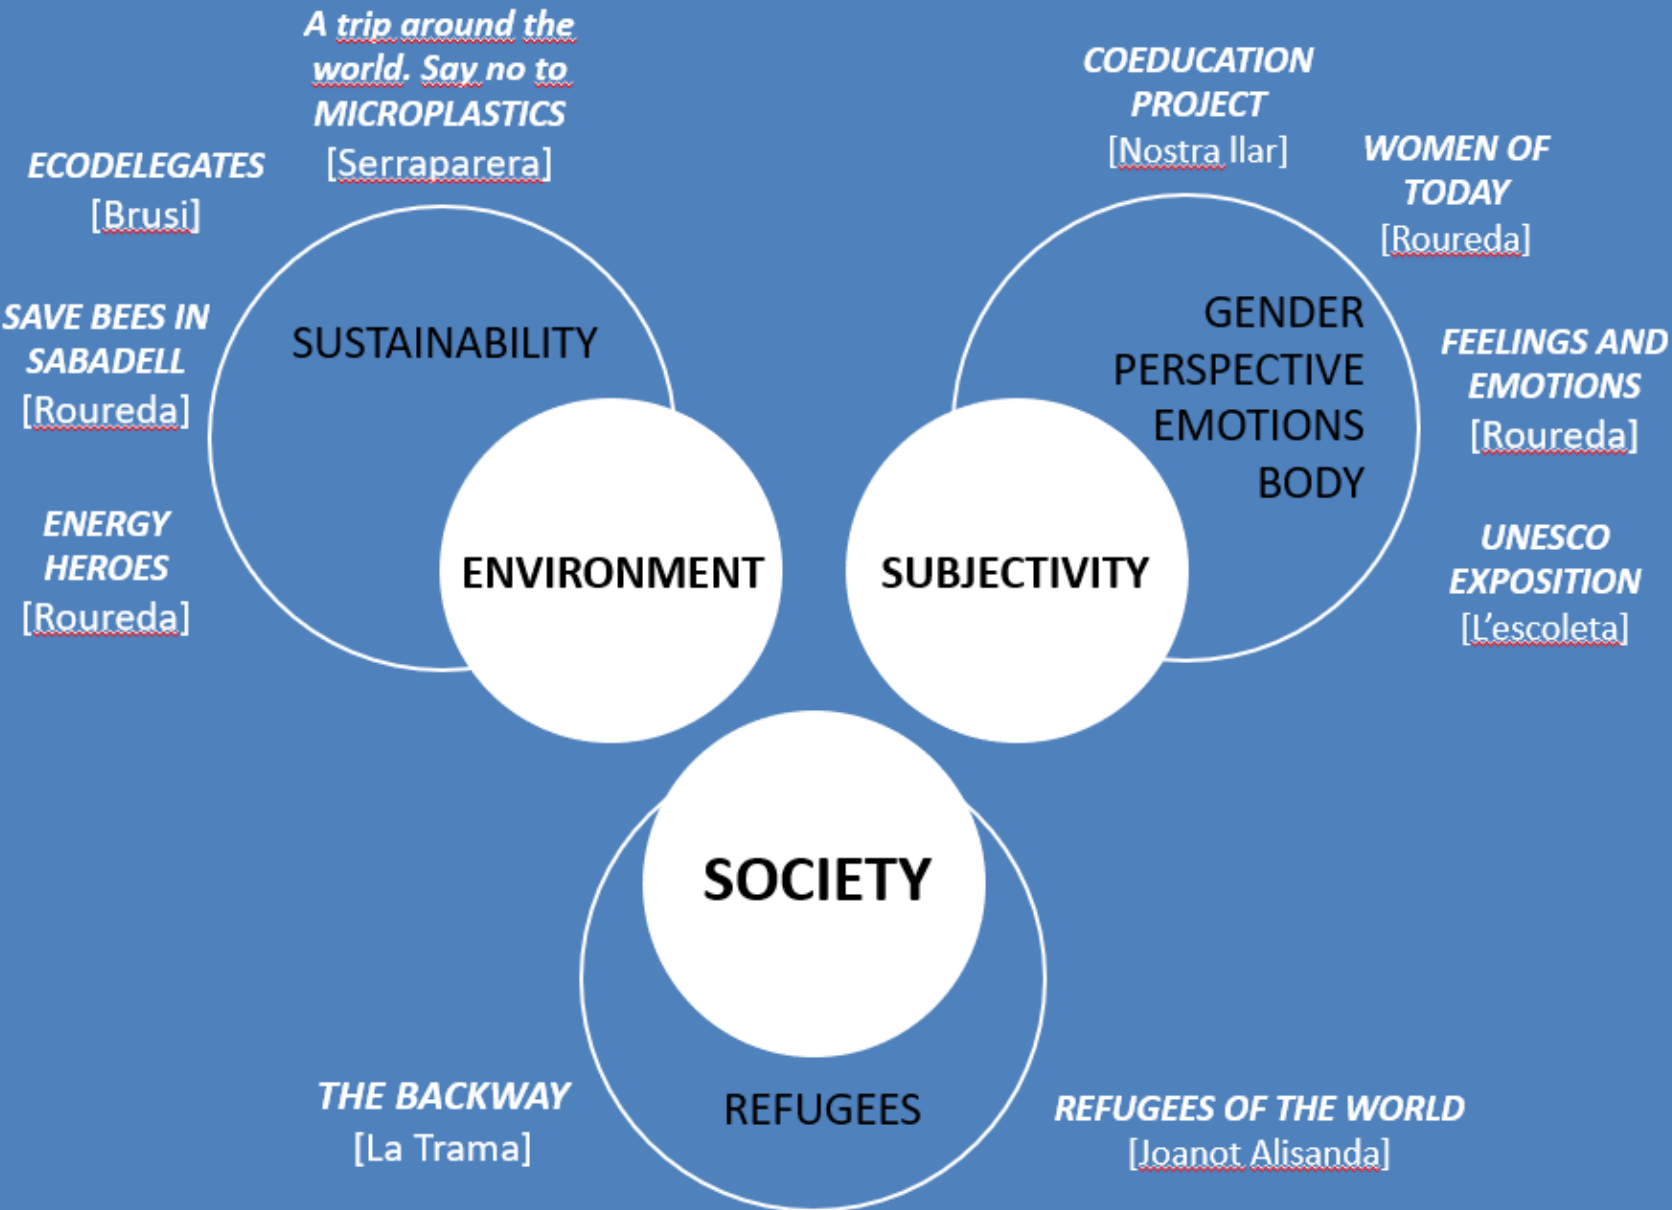 A trip around the
world. Say no to
MICROPLASTICS
[Serraparera]
ECODELEGATES
[Brusi]
SAVE BEES IN
SABADELL
[Roureda]
ENERGY
HEROES
[Roureda]
SUSTAINABILITY
ENVIRONMENT
COEDUCATION
PROJECT
[Nostra llar]
WOMEN OF
TODAY
[Roureda]
FEELINGS AND
EMOTIONS
[Roureda]
UNESCO
EXPOSITION
[L'escoleta]
GENDER
PERSPECTIVE
EMOTIONS
BODY
SUBJECTIVITY
SOCIETY
REFUGEES
THE BACKWAY
[La Trama]
REFUGEES OF THE WORLD
[Joanot Alisanda]